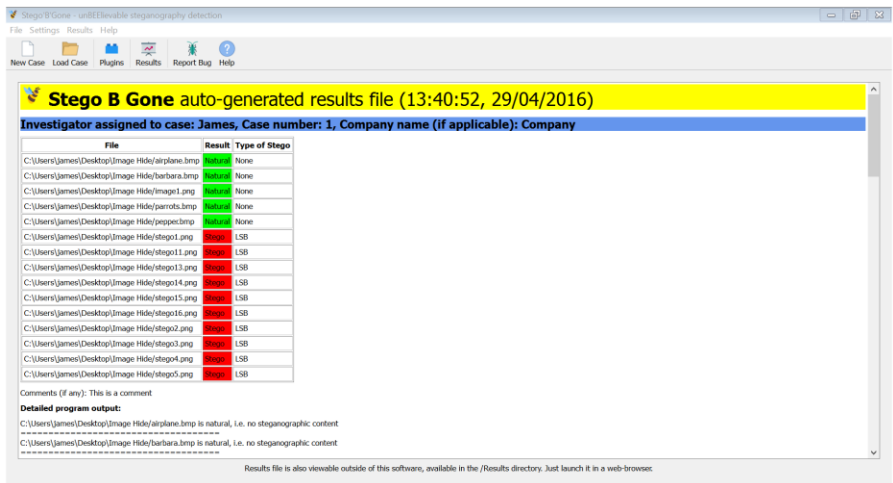 Stego'B'Gone - unBEElievable steganography detection
File Settings Results Help
New Case Load Case Plugins Results Report Bug Help
Stego B Gone auto-generated results file (13:40:52, 29/04/2016)
Investigator assigned to case: James, Case number: 1, Company name (if applicable): Company
File Result Type of Stego
C:\Users\james\Desktop\Image Hide/airplane.bmp Natural None
C:\Users\james\Desktop\Image Hide/barbara.bmp Natural None
C:\Users\james\Desktop\Image Hide/image1.png Natural None
C:\Users\james\Desktop\Image Hide/parrots.bmp Natural None
C:\Users\james\Desktop\Image Hide/pepper.bmp Natural None
C:\Users\james\Desktop\Image Hide/stego1.png Stego LSB
C:\Users\james\Desktop\Image Hide/stego11.png Stego LSB
C:\Users\james\Desktop\Image Hide/stego13.png Stego LSB
C:\Users\james\Desktop\Image Hide/stego14.png Stego LSB
C:\Users\james\Desktop\Image Hide/stego15.png Stego LSB
C:\Users\james\Desktop\Image Hide/stego16.png Stego LSB
C:\Users\james\Desktop\Image Hide/stego2.png Stego LSB
C:\Users\james\Desktop\Image Hide/stego3.png Stego LSB
C:\Users\james\Desktop\Image Hide/stego4.png Stego LSB
C:\Users\james\Desktop\Image Hide/stego5.png Stego LSB
Comments (if any): This is a comment
Detailed program output:
C:\Users\james\Desktop\Image Hide/airplane.bmp is natural, i.e. no steganographic content
====================================
C:\Users\james\Desktop\Image Hide/barbara.bmp is natural, i.e. no steganographic content
====================================
Results file is also viewable outside of this software, available in the /Results directory. Just launch it in a web-browser.